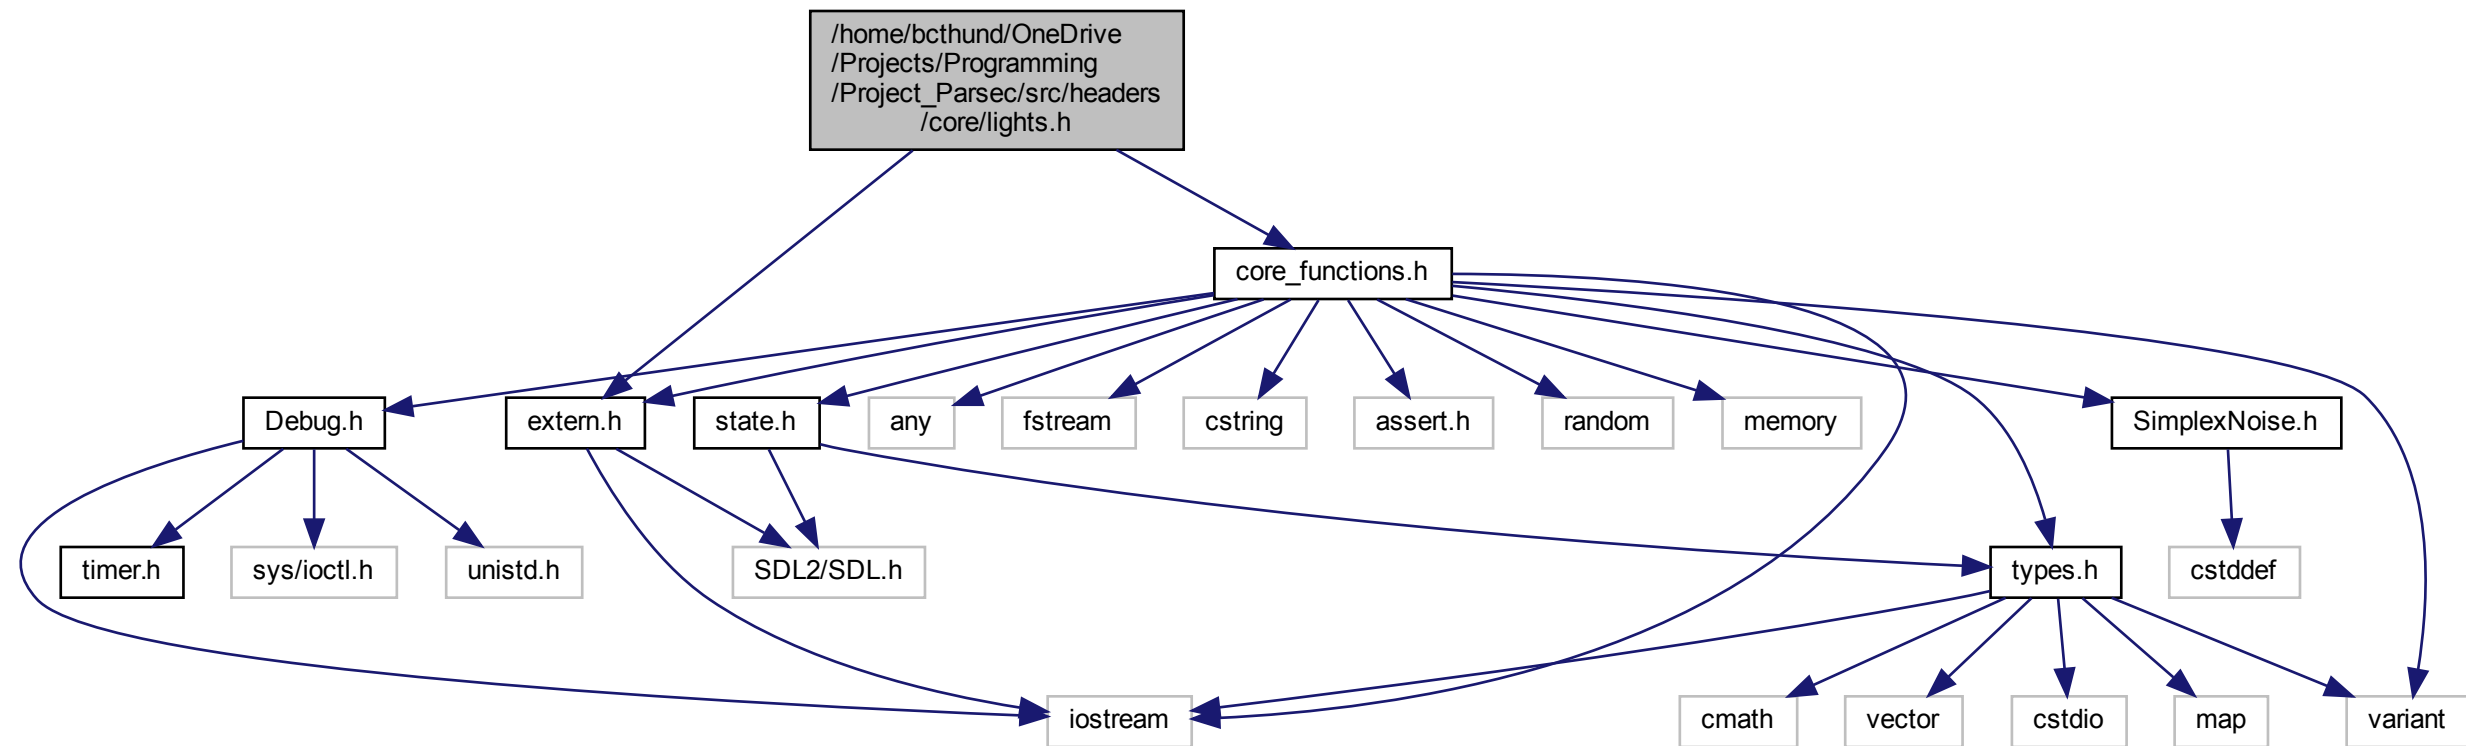 /home/bcthund/OneDrive
/Projects/Programming
/Project_Parsec/src/headers
/core/lights.h
core_functions.h
Debug.h
extern.h
state.h
any
fstream
cstring
assert.h
random
memory
SimplexNoise.h
timer.h
sys/ioctl.h
unistd.h
SDL2/SDL.h
types.h
cstddef
iostream
cmath
vector
cstdio
map
variant